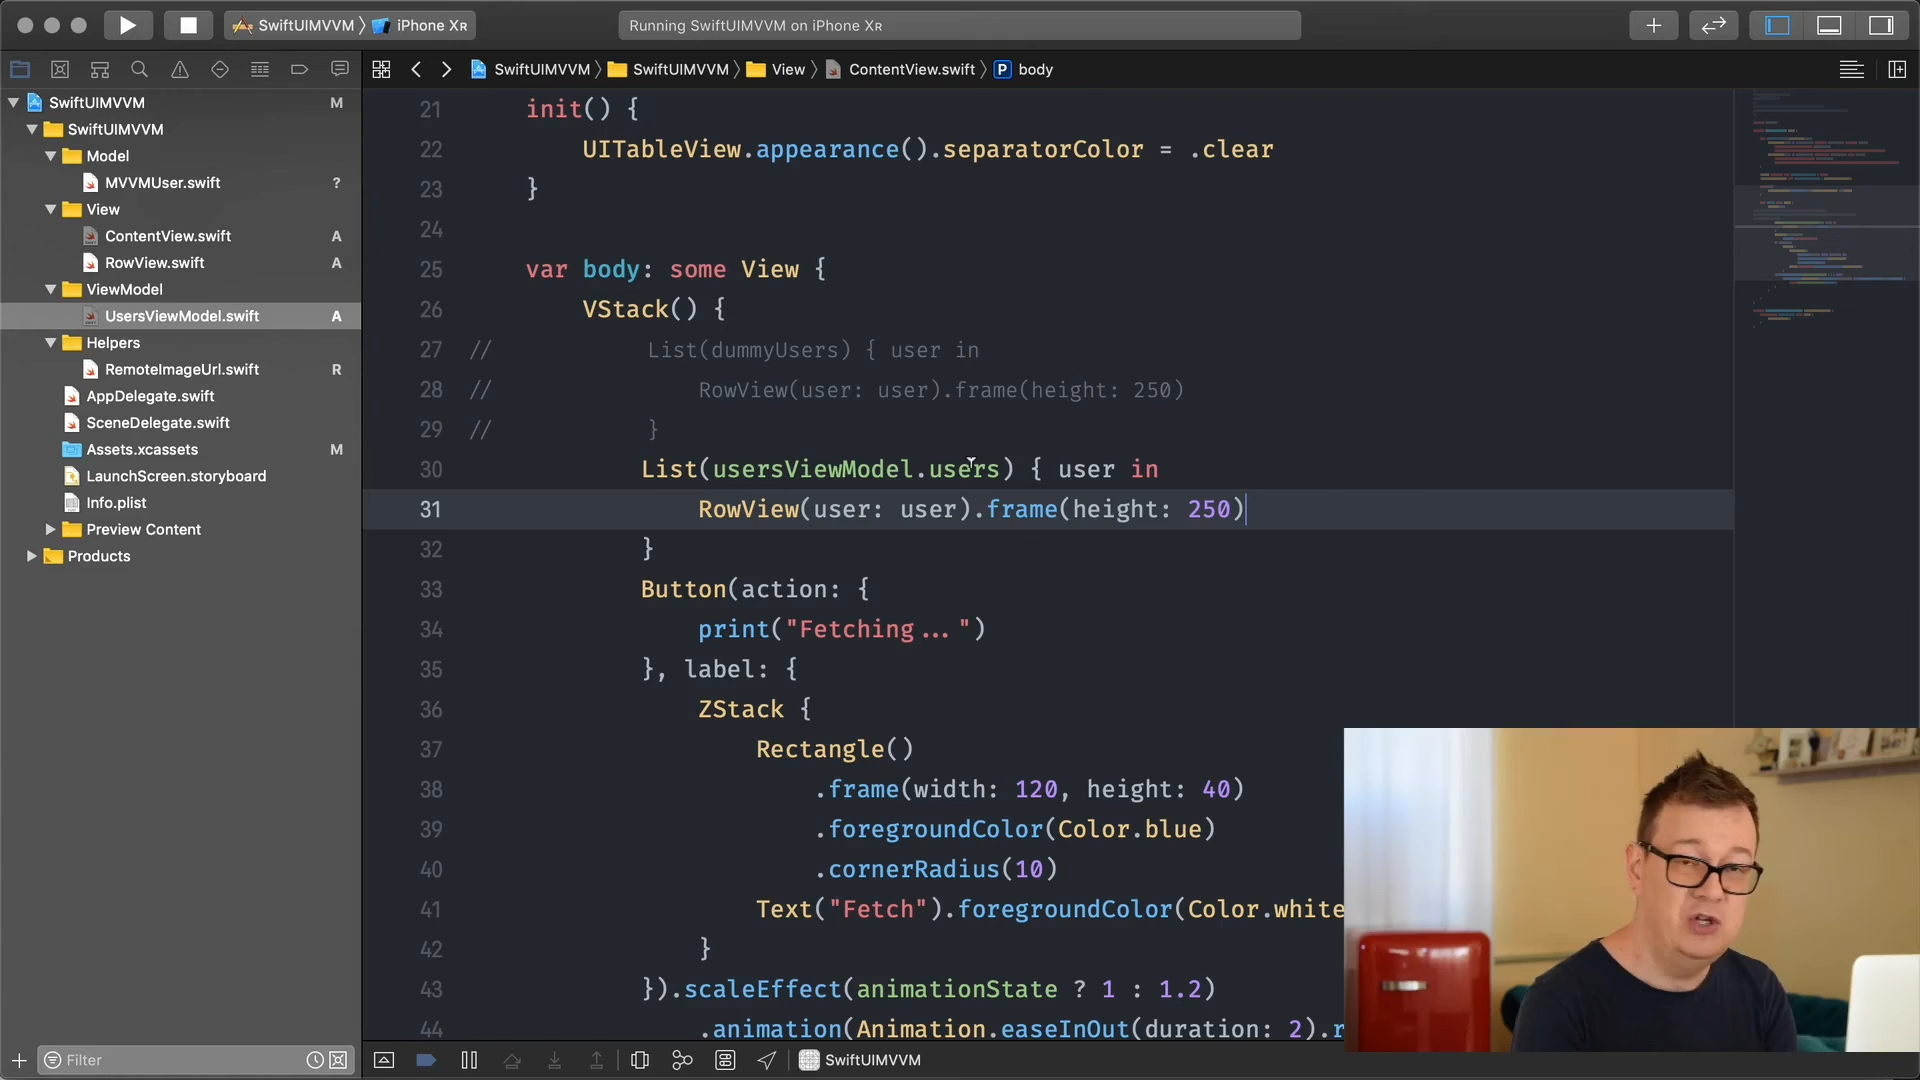 SwiftUIMVVM 〉 iPhone Xʀ
Running SwiftUIMVVM on iPhone Xʀ
SwiftUIMVVM 〉 SwiftUIMVVM 〉 View 〉 ContentView.swift 〉 P body
SwiftUIMVVM M
SwiftUIMVVM
Model
MVVMUser.swift ?
View
ContentView.swift A
RowView.swift A
ViewModel
UsersViewModel.swift A
Helpers
RemoteImageUrl.swift R
AppDelegate.swift
SceneDelegate.swift
Assets.xcassets M
LaunchScreen.storyboard
Info.plist
Preview Content
Products
Filter
21 init() {
22 UITableView.appearance().separatorColor = .clear
23 }
24
25 var body: some View {
26 VStack() {
27 // List(dummyUsers) { user in
28 // RowView(user: user).frame(height: 250)
29 // }
30 List(usersViewModel.users) { user in
31 RowView(user: user).frame(height: 250)
32 }
33 Button(action: {
34 print("Fetching...")
35 }, label: {
36 ZStack {
37 Rectangle()
38 .frame(width: 120, height: 40)
39 .foregroundColor(Color.blue)
40 .cornerRadius(10)
41 Text("Fetch").foregroundColor(Color.white
42 }
43 }).scaleEffect(animationState ? 1 : 1.2)
44 .animation(Animation.easeInOut(duration: 2).r
SwiftUIMVVM